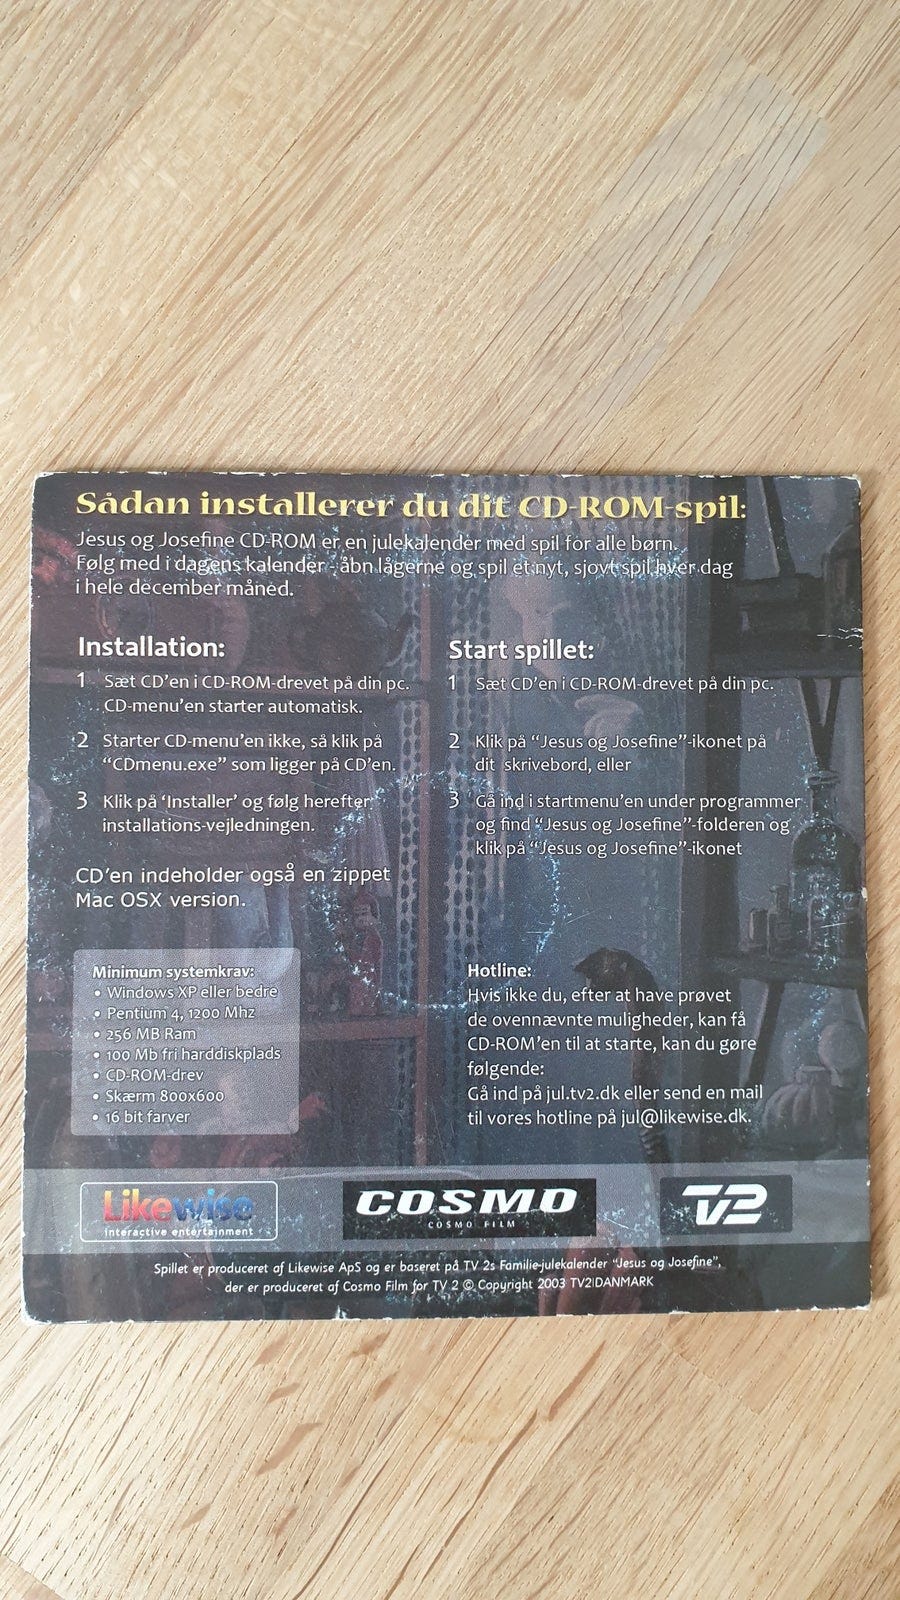 Sådan installerer du dit CD-ROM-spil:
Jesus og Josefine CD-ROM er en julekalender med spil for alle børn.
Følg med i dagens kalender - åbn lågerne og spil et nyt, sjovt spil hver dag
i hele december måned.
Installation:
1 Sæt CD'en i CD-ROM-drevet på din pc.
CD-menu'en starter automatisk.
2 Starter CD-menu'en ikke, så klik på
“CDmenu.exe” som ligger på CD'en.
3 Klik på ‘Installer’ og følg herefter
installations-vejledningen.
CD'en indeholder også en zippet
Mac OSX version.
Start spillet:
1 Sæt CD'en i CD-ROM-drevet på din pc.
2 Klik på “Jesus og Josefine”-ikonet på
dit skrivebord, eller
3 Gå ind i startmenu'en under programmer
og find “Jesus og Josefine”-folderen og
klik på “Jesus og Josefine”-ikonet
Minimum systemkrav:
• Windows XP eller bedre
• Pentium 4, 1200 Mhz
• 256 MB Ram
• 100 Mb fri harddiskplads
• CD-ROM-drev
• Skærm 800x600
• 16 bit farver
Hotline:
Hvis ikke du, efter at have prøvet
de ovennævnte muligheder, kan få
CD-ROM'en til at starte, kan du gøre
følgende:
Gå ind på jul.tv2.dk eller send en mail
til vores hotline på jul@likewise.dk.
Likewise
interactive entertainment
COSMO
COSMO FILM
TV2
Spillet er produceret af Likewise ApS og er baseret på TV 2s Familie-julekalender “Jesus og Josefine”,
der er produceret af Cosmo Film for TV 2 © Copyright 2003 TV2|DANMARK